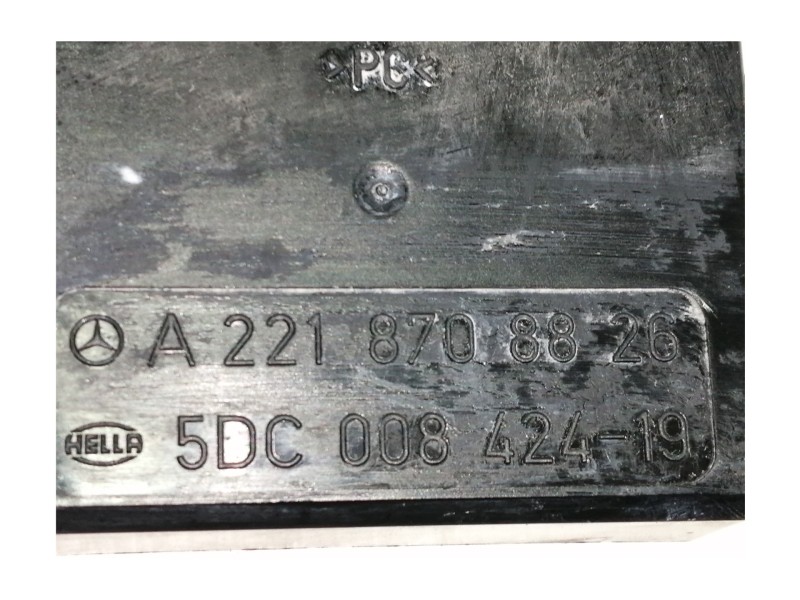 >PC<
A 221 870 88 26
HELLA 5DC 008 424-19